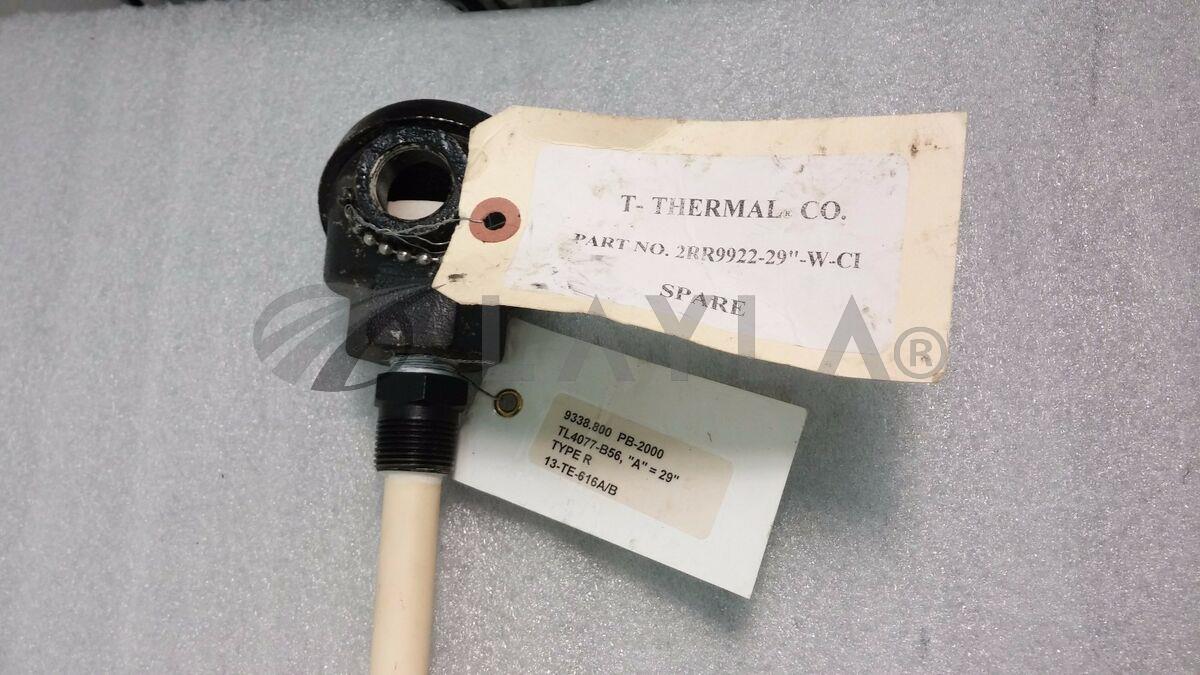 T- THERMAL® CO.
PART NO. 2RR9922-29"-W-CI
SPARE
LAYLA®
9338.800 PB-2000
TL4077-B56, "A" = 29"
TYPE R
13-TE-616A/B